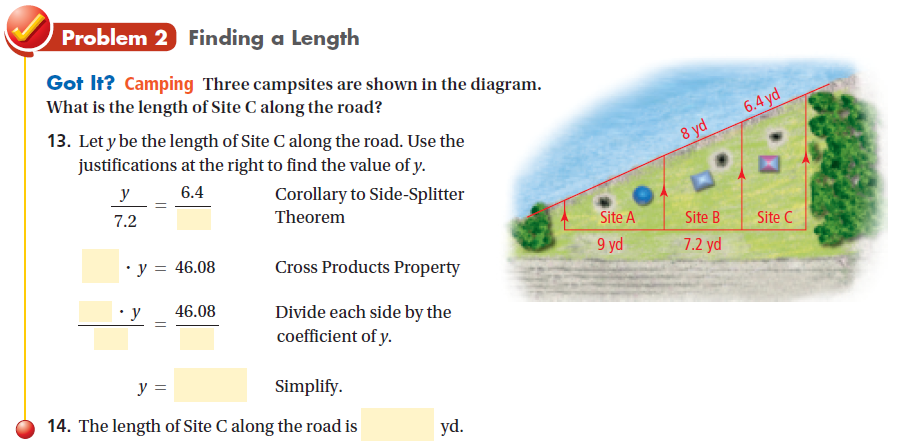 Problem 2 Finding a Length
Got It? Camping Three campsites are shown in the diagram.
What is the length of Site C along the road?
13. Let y be the length of Site C along the road. Use the
justifications at the right to find the value of y.
y/7.2 = 6.4/
Corollary to Side-Splitter
Theorem
· y = 46.08 Cross Products Property
· y/ = 46.08/
Divide each side by the
coefficient of y.
y = Simplify.
14. The length of Site C along the road is yd.
8 yd
6.4 yd
Site A Site B Site C
9 yd 7.2 yd